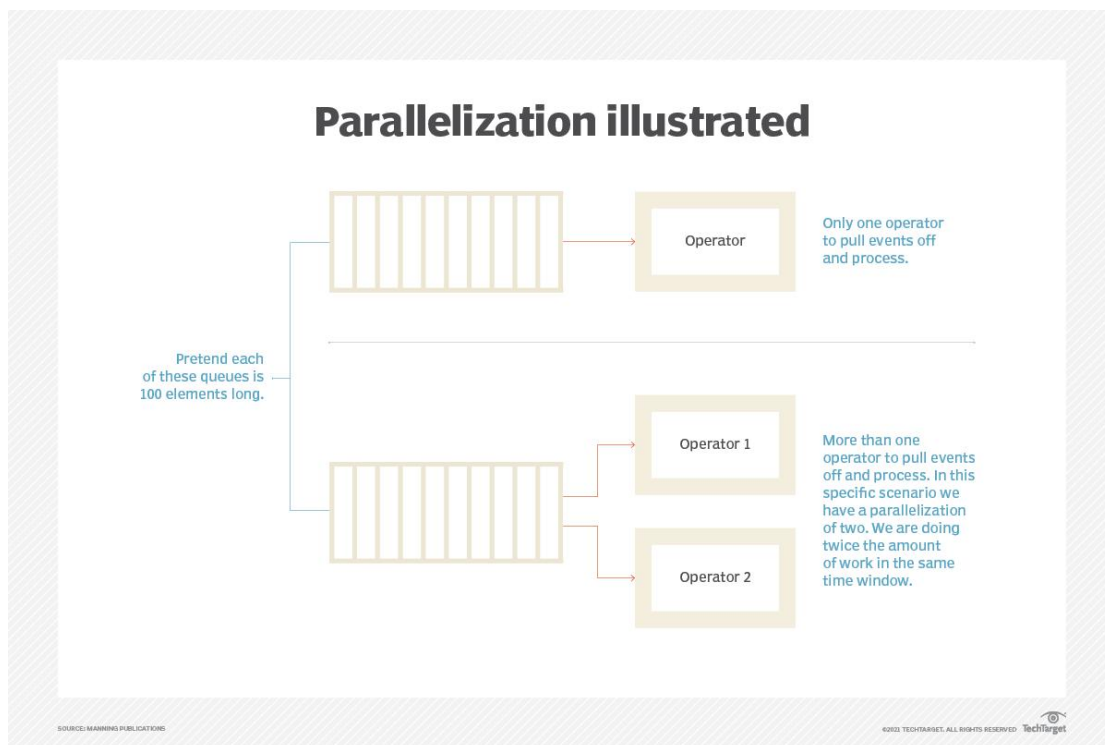 Parallelization illustrated
Operator
Only one operator
to pull events off
and process.
Pretend each
of these queues is
100 elements long.
Operator 1
More than one
operator to pull events
off and process. In this
specific scenario we
have a parallelization
of two. We are doing
twice the amount
of work in the same
time window.
Operator 2
SOURCE: MANNING PUBLICATIONS
©2021 TECHTARGET. ALL RIGHTS RESERVED TechTarget